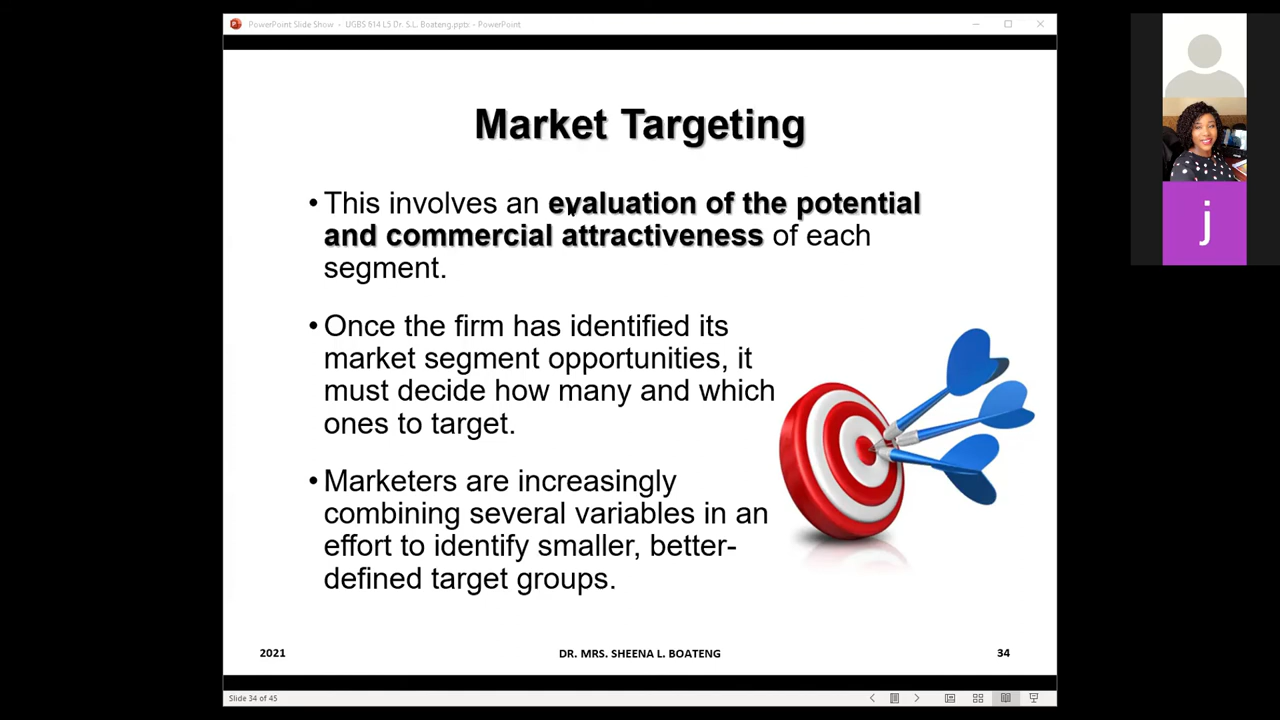 PowerPoint Slide Show - UGBS 614 L5 Dr. S.L. Boateng.pptx - PowerPoint
Market Targeting
• This involves an evaluation of the potential
and commercial attractiveness of each
segment.
• Once the firm has identified its
market segment opportunities, it
must decide how many and which
ones to target.
• Marketers are increasingly
combining several variables in an
effort to identify smaller, better-
defined target groups.
2021
DR. MRS. SHEENA L. BOATENG
34
Slide 34 of 45
j